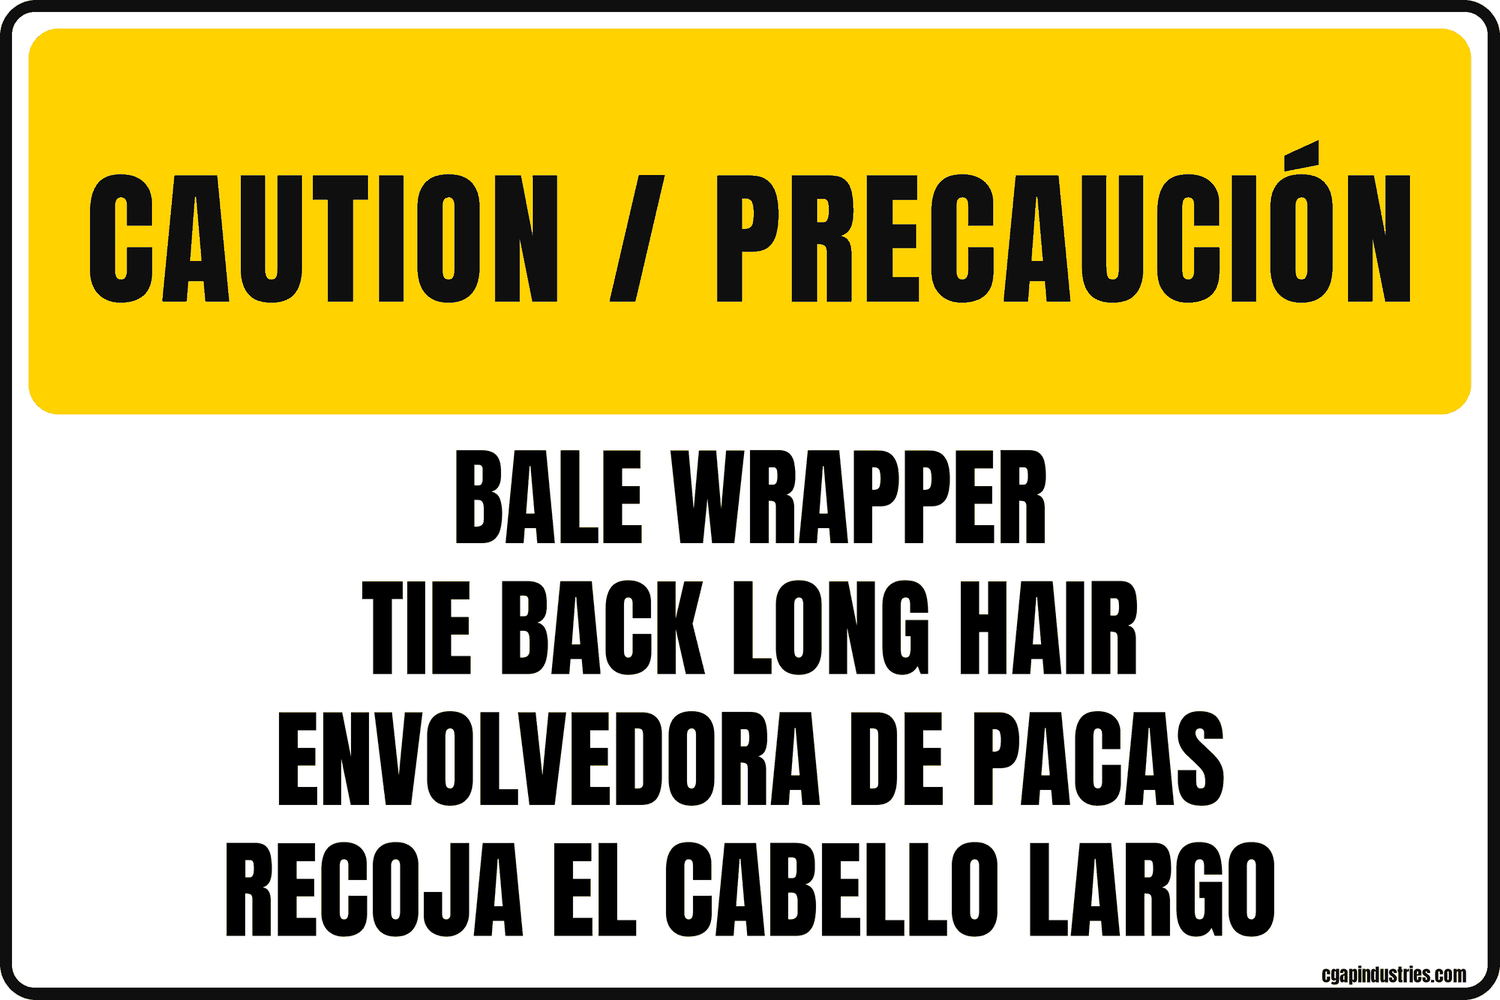 CAUTION / PRECAUCIÓN
BALE WRAPPER
TIE BACK LONG HAIR
ENVOLVEDORA DE PACAS
RECOJA EL CABELLO LARGO
cgapindustries.com